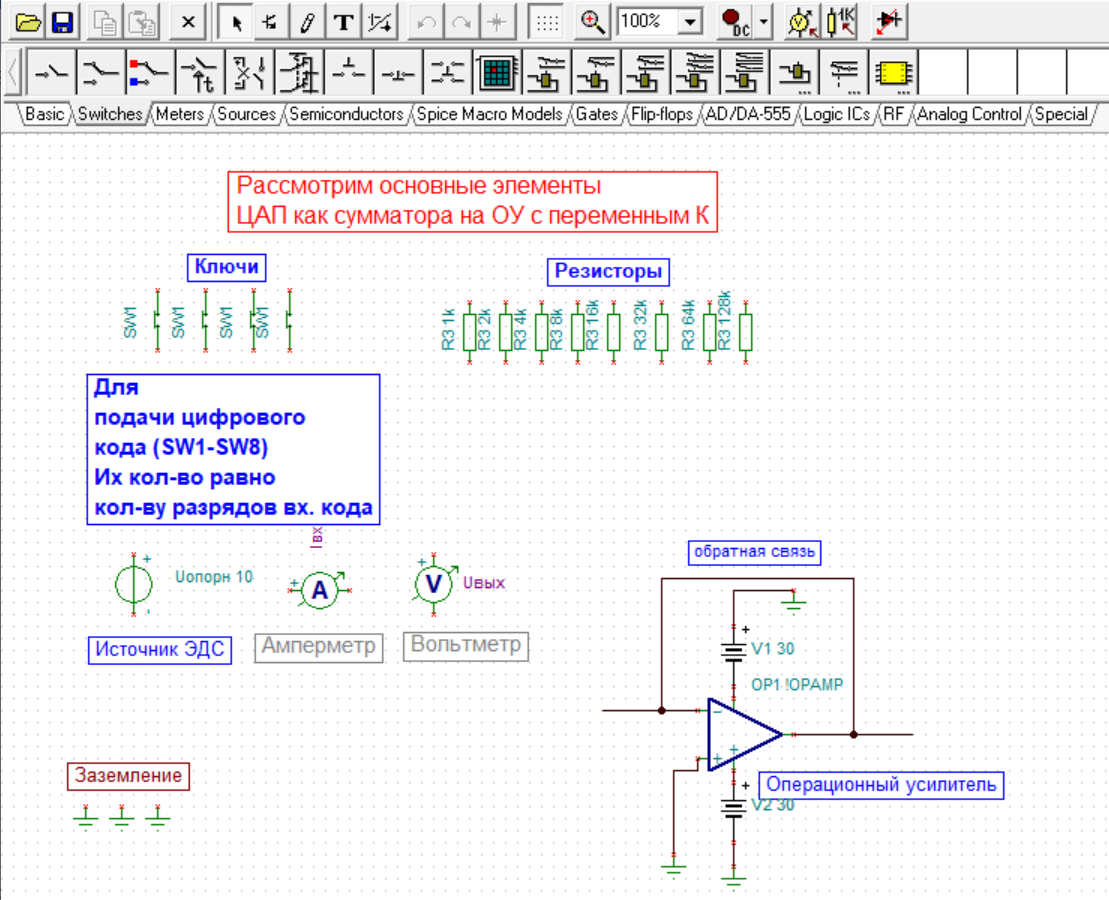 100%
DC
1K
Basic
Switches
Meters
Sources
Semiconductors
Spice Macro Models
Gates
Flip-flops
AD/DA-555
Logic ICs
RF
Analog Control
Special
Рассмотрим основные элементы
ЦАП как сумматора на ОУ с переменным К
Ключи
Резисторы
SW1
SW1
SW1
SW1
R3 1k
R3 2k
R3 4k
R3 8k
R3 16k
R3 32k
R3 64k
R3 128k
Для
подачи цифрового
кода (SW1-SW8)
Их кол-во равно
кол-ву разрядов вх. кода
Iвх
Uопорн 10
A
V
Uвых
Источник ЭДС
Амперметр
Вольтметр
обратная связь
V1 30
OP1 !OPAMP
Операционный усилитель
V2 30
Заземление